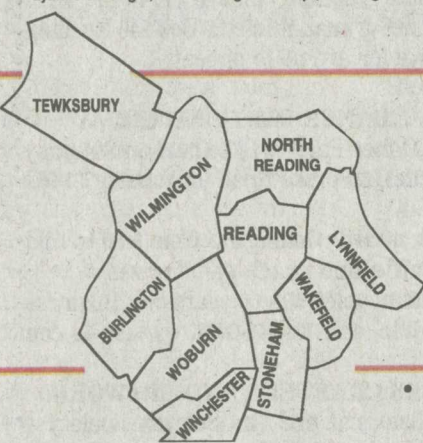 TEWKSBURY
NORTH
READING
WILMINGTON
READING
LYNNFIELD
WAKEFIELD
BURLINGTON
WOBURN
STONEHAM
WINCHESTER